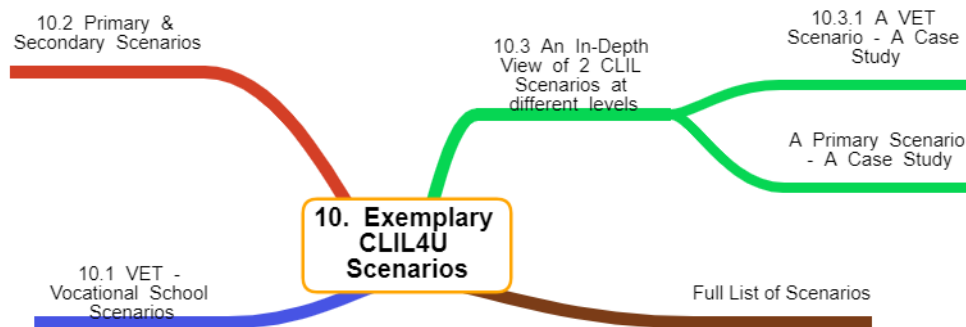 10.2 Primary &
Secondary Scenarios
10.3 An In-Depth
View of 2 CLIL
Scenarios at
different levels
10.3.1 A VET
Scenario - A Case
Study
A Primary Scenario
- A Case Study
10. Exemplary
CLIL4U
Scenarios
10.1 VET -
Vocational School
Scenarios
Full List of Scenarios